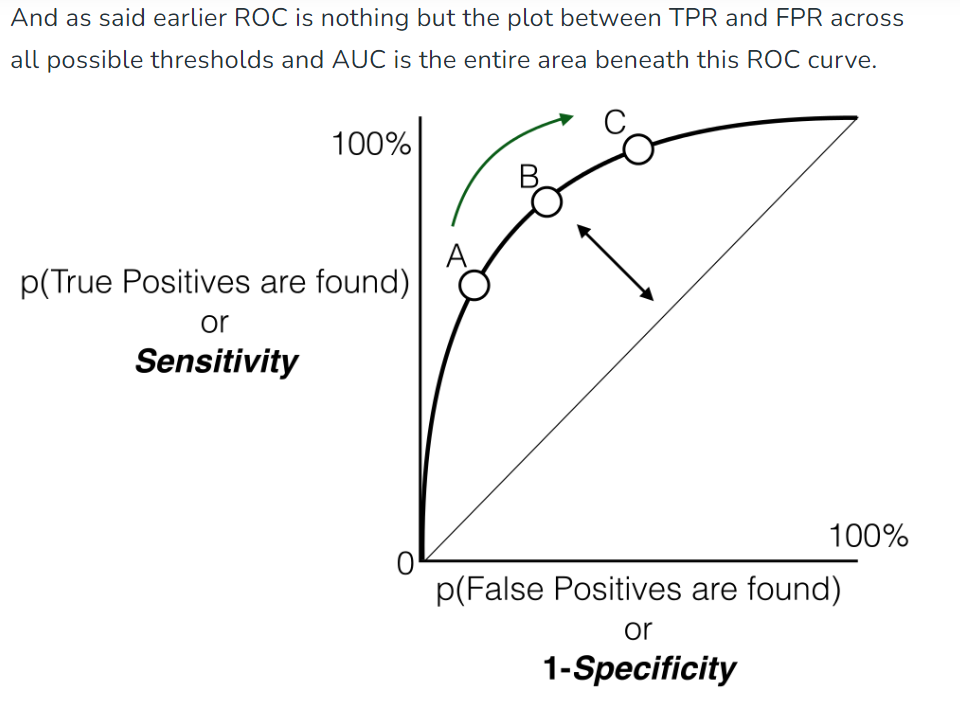 And as said earlier ROC is nothing but the plot between TPR and FPR across
all possible thresholds and AUC is the entire area beneath this ROC curve.
C
100%
B
A
p(True Positives are found)
or
Sensitivity
100%
0
p(False Positives are found)
or
1-Specificity